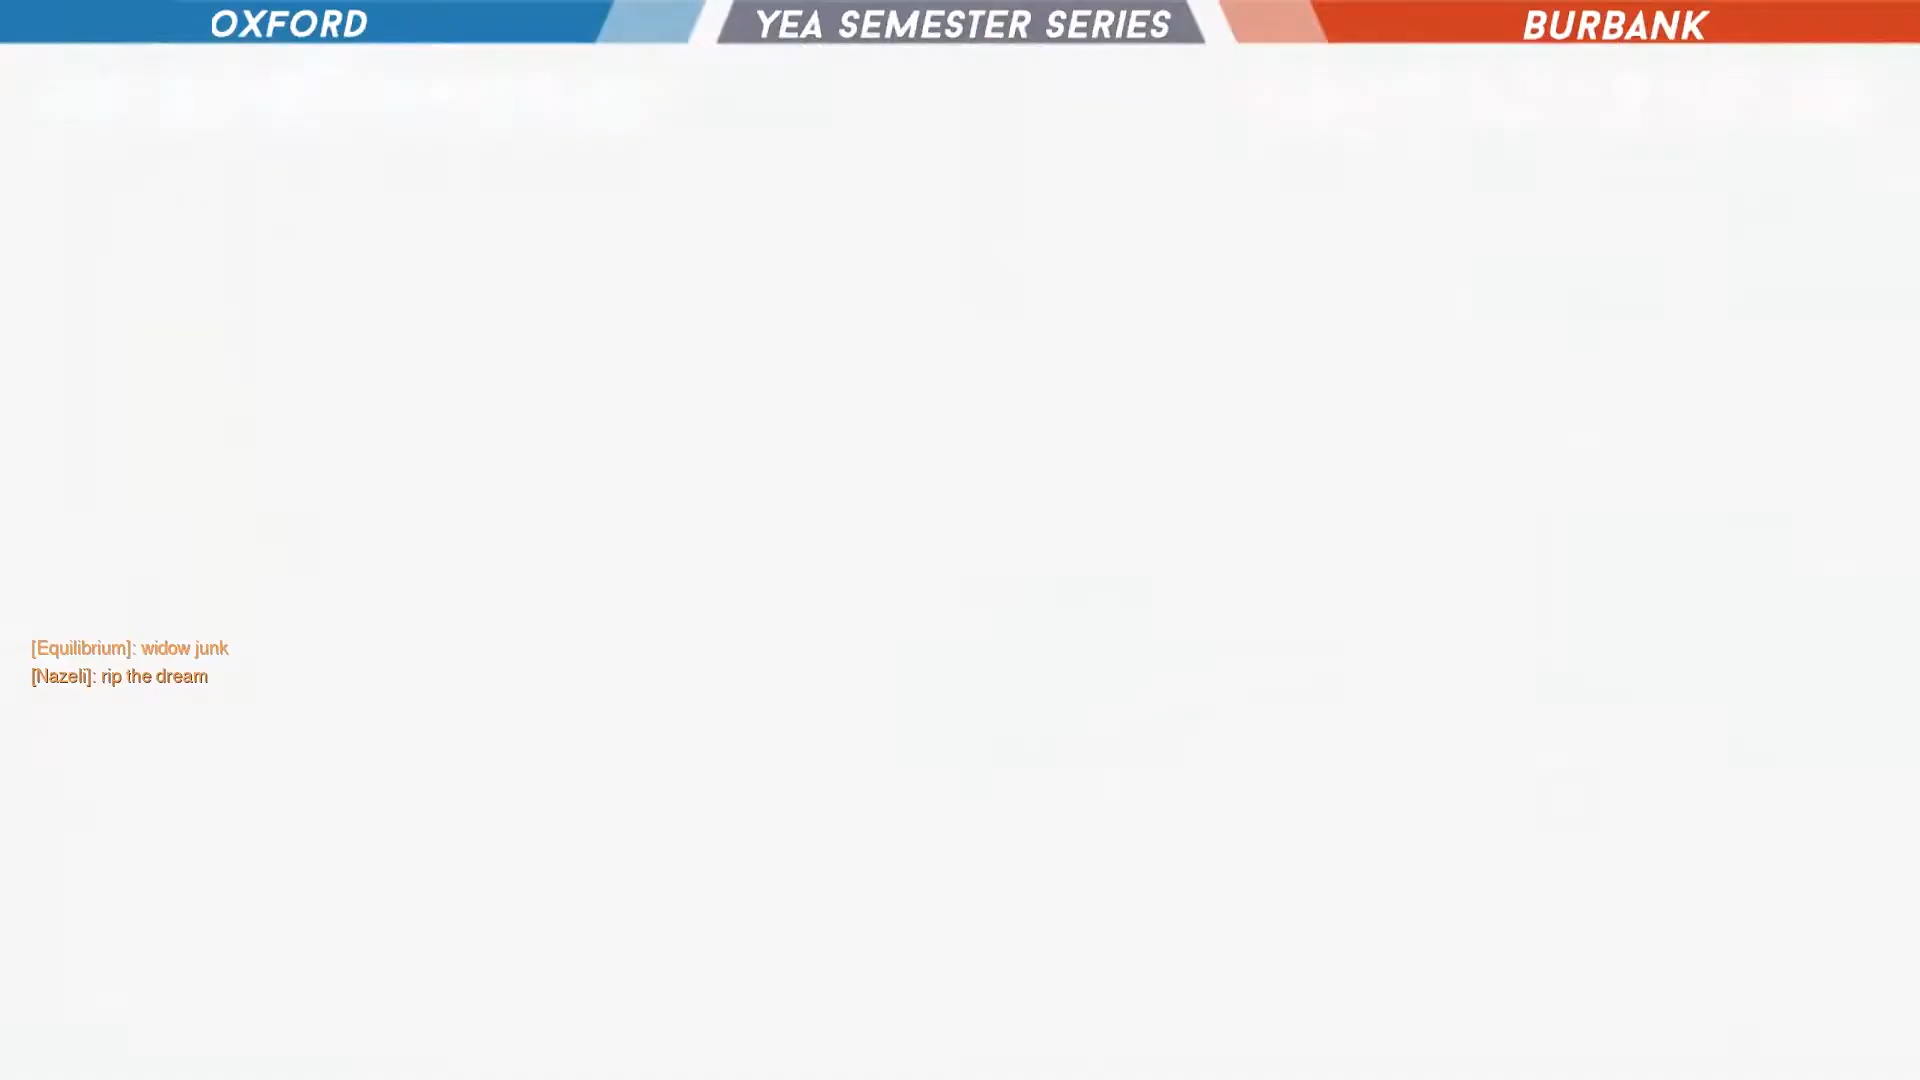 OXFORD
YEA SEMESTER SERIES
BURBANK
[Equilibrium]: widow junk
[Nazeli]: rip the dream